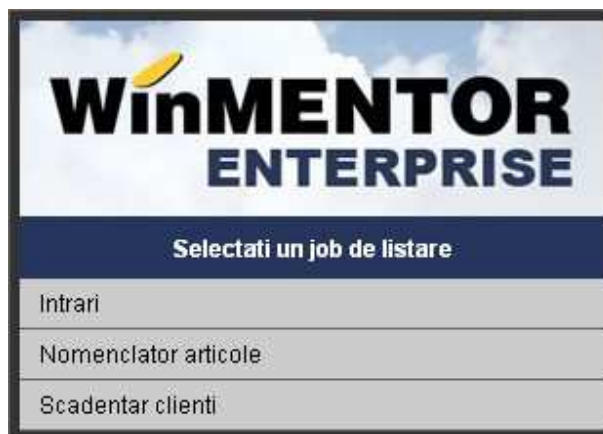 WinMENTOR
ENTERPRISE
Selectati un job de listare
Intrari
Nomenclator articole
Scadentar clienti